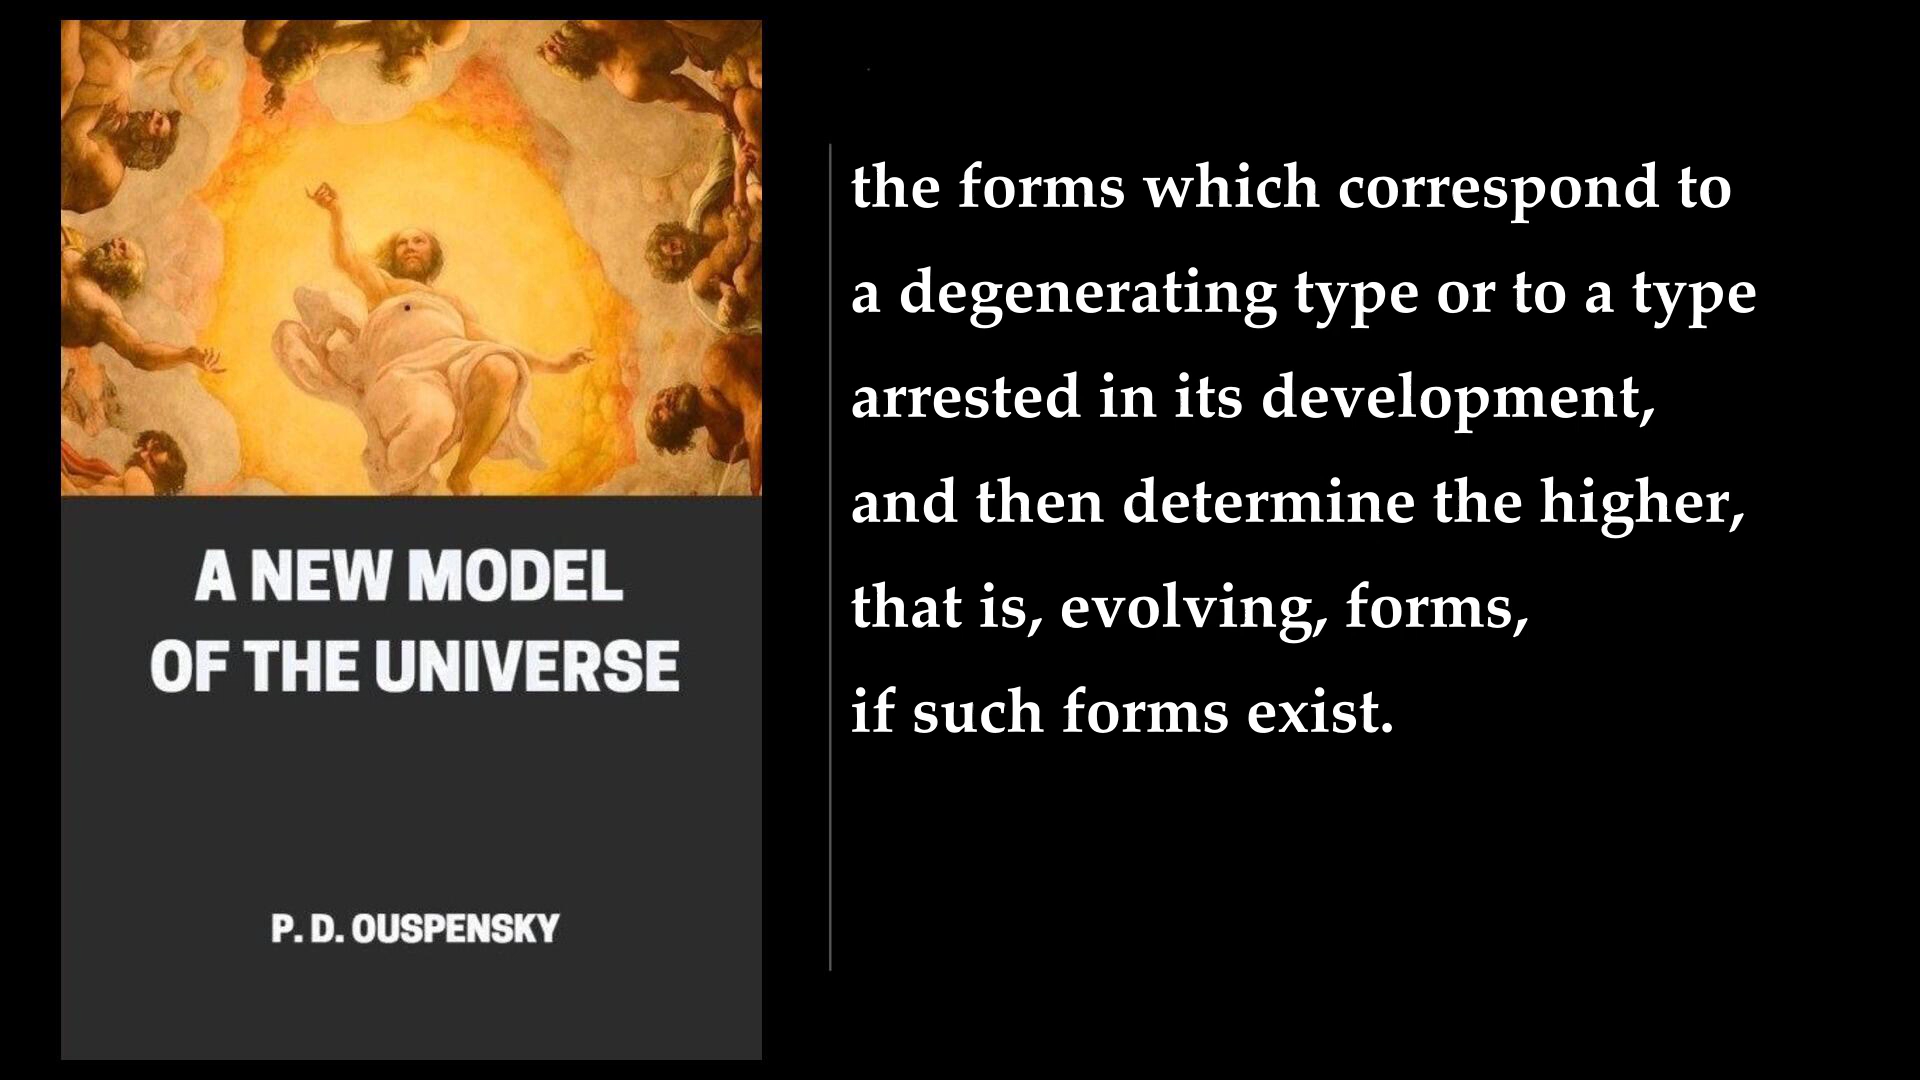 A NEW MODEL
OF THE UNIVERSE
P. D. OUSPENSKY
the forms which correspond to
a degenerating type or to a type
arrested in its development,
and then determine the higher,
that is, evolving, forms,
if such forms exist.